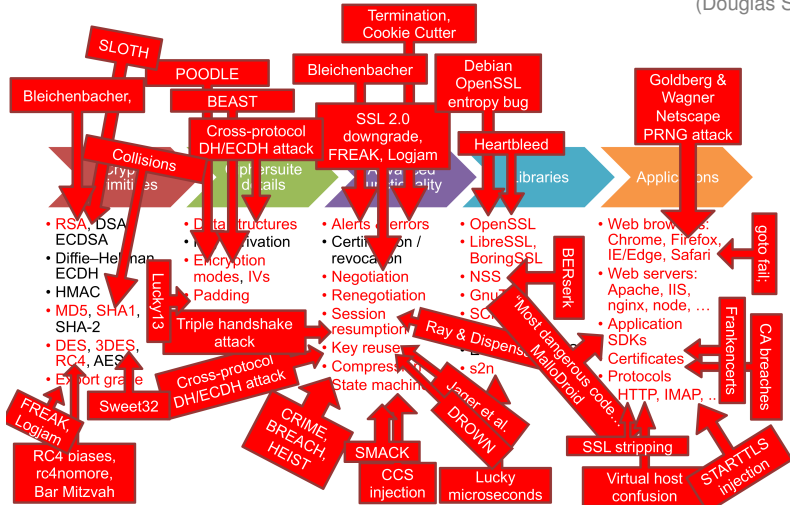 (Douglas S
Termination,
Cookie Cutter
SLOTH
POODLE
Bleichenbacher
Debian
OpenSSL
entropy bug
Goldberg &
Wagner
Netscape
PRNG attack
Bleichenbacher,
BEAST
SSL 2.0
downgrade,
FREAK, Logjam
Cross-protocol
DH/ECDH attack
Heartbleed
Collisions
details
Libraries
Applications
RSA, DSA,
ECDSA
Diffie–Hellman,
ECDH
HMAC
MD5, SHA1,
SHA-2
DES, 3DES,
RC4, AES
Export grade
Data structures
Encryption
modes, IVs
Padding
Alerts & errors
Certification /
revocation
Negotiation
Renegotiation
Session
resumption
Key reuse
Compression
State machine
OpenSSL
LibreSSL,
BoringSSL
NSS
s2n
Web browsers:
Chrome, Firefox,
IE/Edge, Safari
Web servers:
Apache, IIS,
nginx, node, …
Application
SDKs
Certificates
Protocols
HTTP, IMAP, ..
goto fail;
BERserk
Lucky13
Triple handshake
attack
Ray & Dispensa
"Most dangerous code…
MalloDroid
Frankencerts
CA breaches
Cross-protocol
DH/ECDH attack
Sweet32
FREAK,
Logjam
CRIME,
BREACH,
HEIST
Jager et al.
DROWN
SMACK
CCS
injection
SSL stripping
RC4 biases,
rc4nomore,
Bar Mitzvah
Lucky
microseconds
Virtual host
confusion
STARTTLS
injection